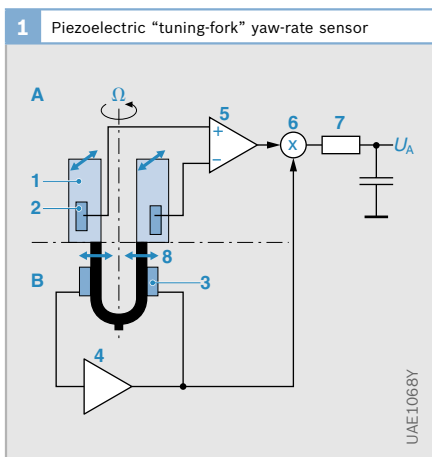 1 Piezoelectric “tuning-fork” yaw-rate sensor
A
Ω
5
6
7
+
−
x
U_A
1
2
8
B
3
4
UAE1068Y